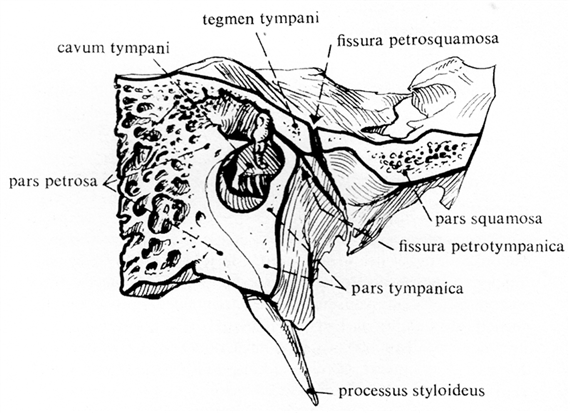 tegmen tympani
cavum tympani
fissura petrosquamosa
pars petrosa
pars squamosa
fissura petrotympanica
pars tympanica
processus styloideus